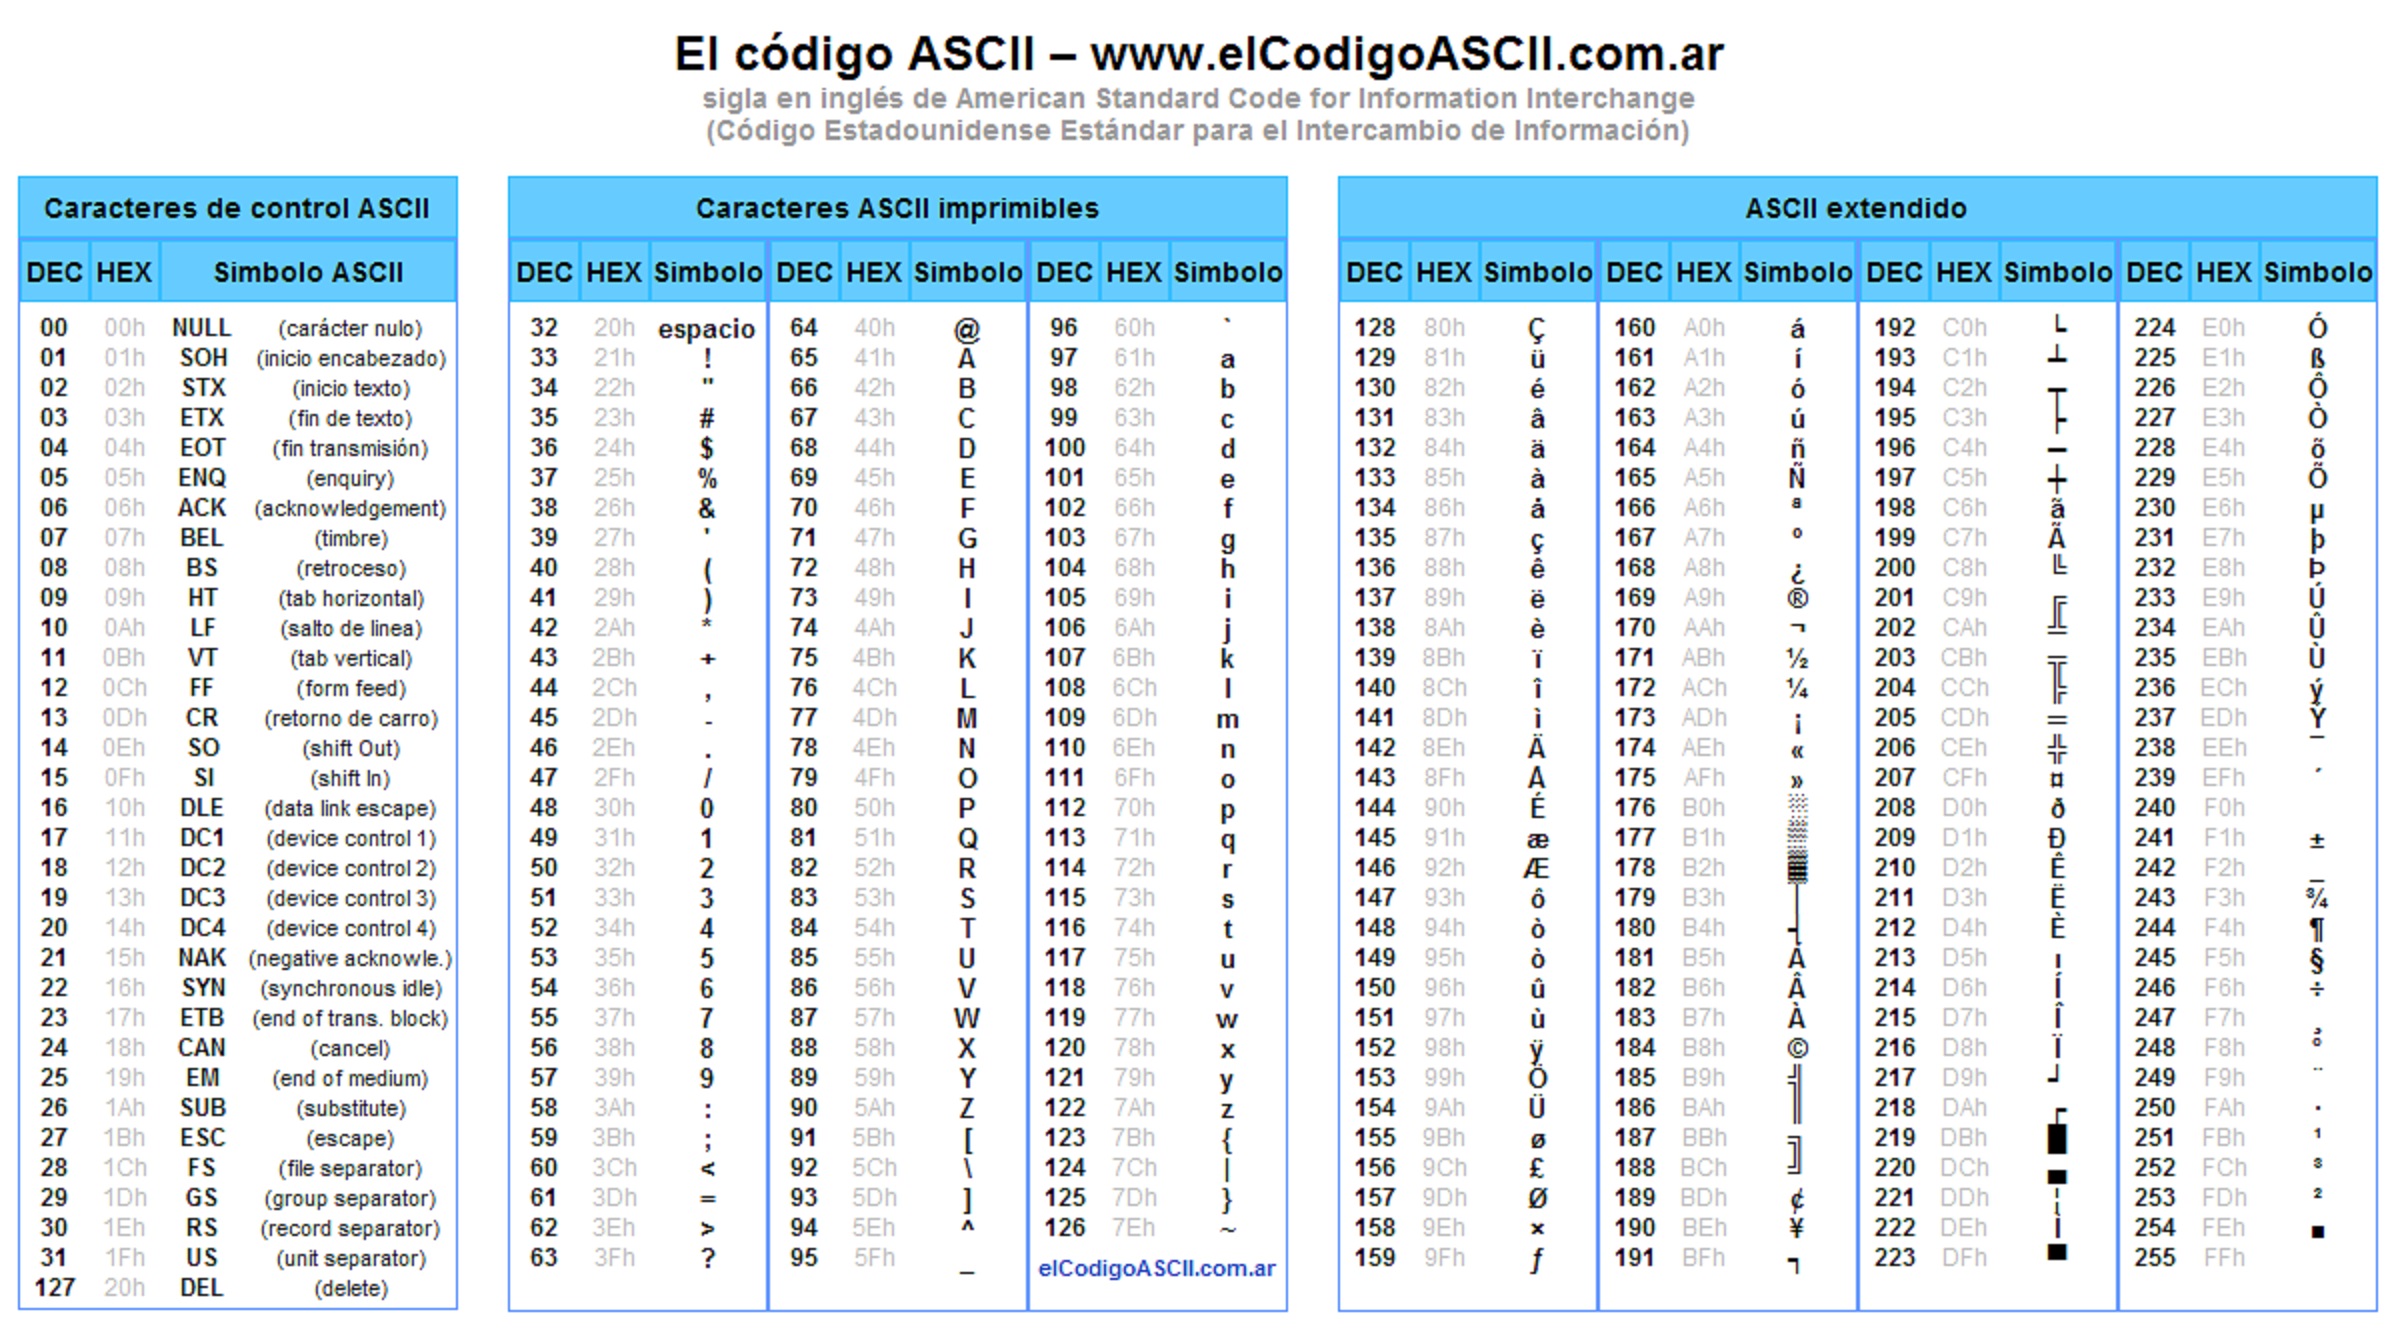 El código ASCII – www.elCodigoASCII.com.ar
sigla en inglés de American Standard Code for Information Interchange
(Código Estadounidense Estándar para el Intercambio de Información)
Caracteres de control ASCII
DEC HEX Simbolo ASCII
00 00h NULL (carácter nulo)
01 01h SOH (inicio encabezado)
02 02h STX (inicio texto)
03 03h ETX (fin de texto)
04 04h EOT (fin transmisión)
05 05h ENQ (enquiry)
06 06h ACK (acknowledgement)
07 07h BEL (timbre)
08 08h BS (retroceso)
09 09h HT (tab horizontal)
10 0Ah LF (salto de linea)
11 0Bh VT (tab vertical)
12 0Ch FF (form feed)
13 0Dh CR (retorno de carro)
14 0Eh SO (shift Out)
15 0Fh SI (shift In)
16 10h DLE (data link escape)
17 11h DC1 (device control 1)
18 12h DC2 (device control 2)
19 13h DC3 (device control 3)
20 14h DC4 (device control 4)
21 15h NAK (negative acknowle.)
22 16h SYN (synchronous idle)
23 17h ETB (end of trans. block)
24 18h CAN (cancel)
25 19h EM (end of medium)
26 1Ah SUB (substitute)
27 1Bh ESC (escape)
28 1Ch FS (file separator)
29 1Dh GS (group separator)
30 1Eh RS (record separator)
31 1Fh US (unit separator)
127 20h DEL (delete)
Caracteres ASCII imprimibles
DEC HEX Simbolo DEC HEX Simbolo DEC HEX Simbolo
32 20h espacio 64 40h @ 96 60h `
33 21h ! 65 41h A 97 61h a
34 22h " 66 42h B 98 62h b
35 23h # 67 43h C 99 63h c
36 24h $ 68 44h D 100 64h d
37 25h % 69 45h E 101 65h e
38 26h & 70 46h F 102 66h f
39 27h ' 71 47h G 103 67h g
40 28h ( 72 48h H 104 68h h
41 29h ) 73 49h I 105 69h i
42 2Ah * 74 4Ah J 106 6Ah j
43 2Bh + 75 4Bh K 107 6Bh k
44 2Ch , 76 4Ch L 108 6Ch l
45 2Dh - 77 4Dh M 109 6Dh m
46 2Eh . 78 4Eh N 110 6Eh n
47 2Fh / 79 4Fh O 111 6Fh o
48 30h 0 80 50h P 112 70h p
49 31h 1 81 51h Q 113 71h q
50 32h 2 82 52h R 114 72h r
51 33h 3 83 53h S 115 73h s
52 34h 4 84 54h T 116 74h t
53 35h 5 85 55h U 117 75h u
54 36h 6 86 56h V 118 76h v
55 37h 7 87 57h W 119 77h w
56 38h 8 88 58h X 120 78h x
57 39h 9 89 59h Y 121 79h y
58 3Ah : 90 5Ah Z 122 7Ah z
59 3Bh ; 91 5Bh [ 123 7Bh {
60 3Ch < 92 5Ch \ 124 7Ch |
61 3Dh = 93 5Dh ] 125 7Dh }
62 3Eh > 94 5Eh ^ 126 7Eh ~
63 3Fh ? 95 5Fh _ elCodigoASCII.com.ar
ASCII extendido
DEC HEX Simbolo DEC HEX Simbolo DEC HEX Simbolo DEC HEX Simbolo
128 80h Ç 160 A0h á 192 C0h └ 224 E0h Ó
129 81h ü 161 A1h í 193 C1h ┴ 225 E1h ß
130 82h é 162 A2h ó 194 C2h ┬ 226 E2h Ô
131 83h â 163 A3h ú 195 C3h ├ 227 E3h Ò
132 84h ä 164 A4h ñ 196 C4h ─ 228 E4h õ
133 85h à 165 A5h Ñ 197 C5h ┼ 229 E5h Õ
134 86h å 166 A6h ª 198 C6h ã 230 E6h µ
135 87h ç 167 A7h º 199 C7h Ã 231 E7h þ
136 88h ê 168 A8h ¿ 200 C8h ╚ 232 E8h Þ
137 89h ë 169 A9h ® 201 C9h ╔ 233 E9h Ú
138 8Ah è 170 AAh ¬ 202 CAh ╩ 234 EAh Û
139 8Bh ï 171 ABh ½ 203 CBh ╦ 235 EBh Ù
140 8Ch î 172 ACh ¼ 204 CCh ╠ 236 ECh ý
141 8Dh ì 173 ADh ¡ 205 CDh ═ 237 EDh Ý
142 8Eh Ä 174 AEh « 206 CEh ╬ 238 EEh ¯
143 8Fh Å 175 AFh » 207 CFh ¤ 239 EFh ´
144 90h É 176 B0h ░ 208 D0h ð 240 F0h
145 91h æ 177 B1h ▒ 209 D1h Ð 241 F1h ±
146 92h Æ 178 B2h ▓ 210 D2h Ê 242 F2h ‗
147 93h ô 179 B3h │ 211 D3h Ë 243 F3h ¾
148 94h ò 180 B4h ┤ 212 D4h È 244 F4h ¶
149 95h ò 181 B5h Á 213 D5h ı 245 F5h §
150 96h û 182 B6h Â 214 D6h Í 246 F6h ÷
151 97h ù 183 B7h À 215 D7h Î 247 F7h ¸
152 98h ÿ 184 B8h © 216 D8h Ï 248 F8h °
153 99h Ö 185 B9h ╣ 217 D9h ┘ 249 F9h ¨
154 9Ah Ü 186 BAh ║ 218 DAh ┌ 250 FAh ·
155 9Bh ø 187 BBh ╗ 219 DBh █ 251 FBh ¹
156 9Ch £ 188 BCh ╝ 220 DCh ▄ 252 FCh ³
157 9Dh Ø 189 BDh ¢ 221 DDh ¦ 253 FDh ²
158 9Eh × 190 BEh ¥ 222 DEh Ì 254 FEh ■
159 9Fh ƒ 191 BFh ┐ 223 DFh ▀ 255 FFh